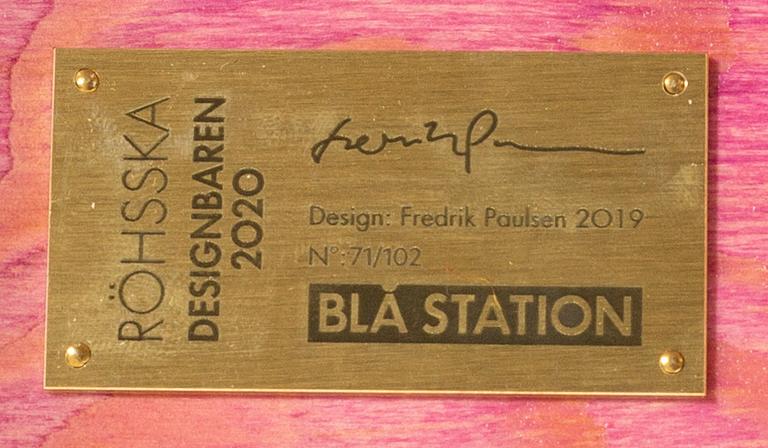 RÖHSSKA
DESIGNBAREN
2020
Design: Fredrik Paulsen 2019
N°:71/102
BLÅ STATION